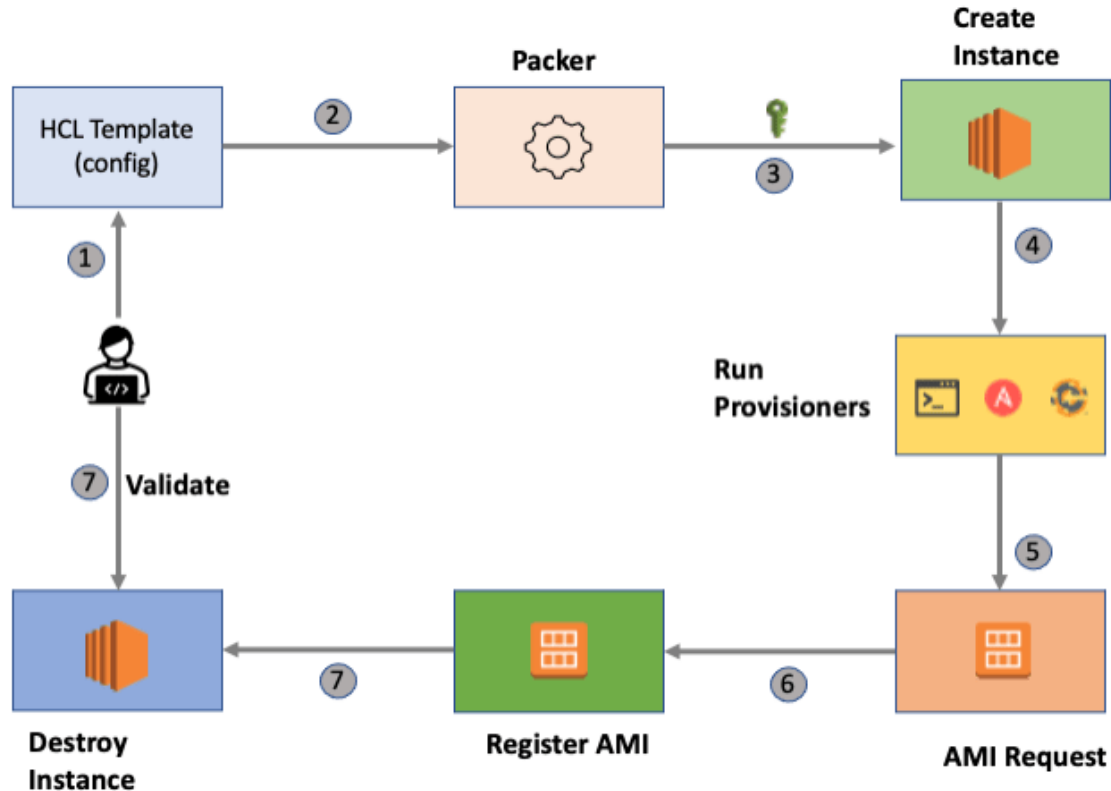 Create
Instance
Packer
HCL Template
(config)
2
3
1
4
Run
Provisioners
>_
A
C
</>
7
Validate
5
7
6
Destroy
Instance
Register AMI
AMI Request